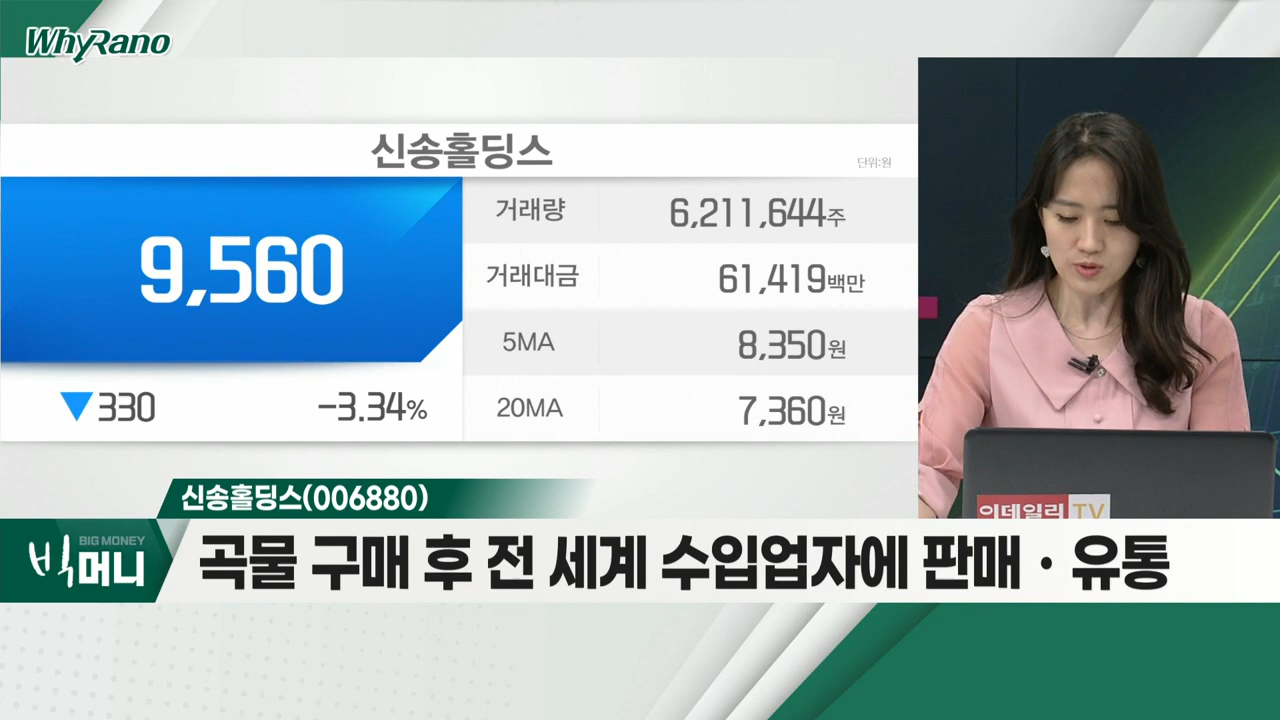 WhyRano
신송홀딩스
단위:원
9,560
▼330 -3.34%
거래량 6,211,644주
거래대금 61,419백만
5MA 8,350원
20MA 7,360원
이데일리 TV
신송홀딩스(006880)
BIG MONEY
빅머니
곡물 구매 후 전 세계 수입업자에 판매·유통